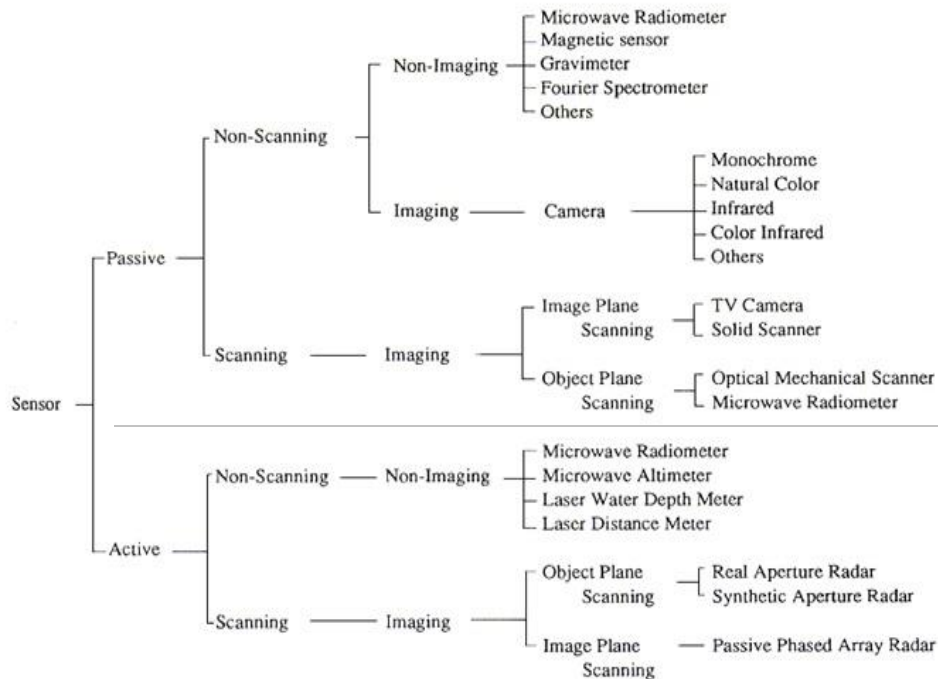 Microwave Radiometer
Magnetic sensor
Non-Imaging
Gravimeter
Fourier Spectrometer
Others
Non-Scanning
Monochrome
Natural Color
Imaging
Camera
Infrared
Color Infrared
Others
Passive
Image Plane
Scanning
TV Camera
Solid Scanner
Scanning
Imaging
Object Plane
Scanning
Optical Mechanical Scanner
Microwave Radiometer
Sensor
Non-Scanning
Non-Imaging
Microwave Radiometer
Microwave Altimeter
Laser Water Depth Meter
Laser Distance Meter
Active
Object Plane
Scanning
Real Aperture Radar
Synthetic Aperture Radar
Scanning
Imaging
Image Plane
Scanning
Passive Phased Array Radar